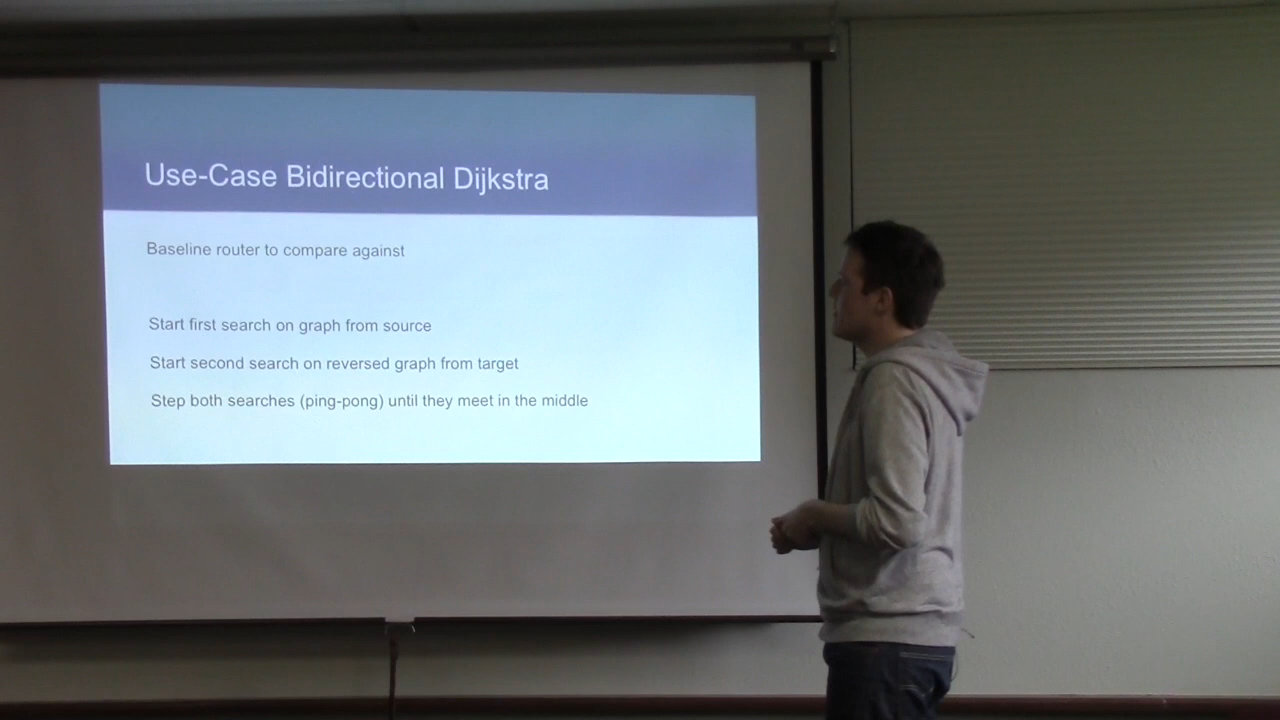 Use-Case Bidirectional Dijkstra
Baseline router to compare against
Start first search on graph from source
Start second search on reversed graph from target
Step both searches (ping-pong) until they meet in the middle